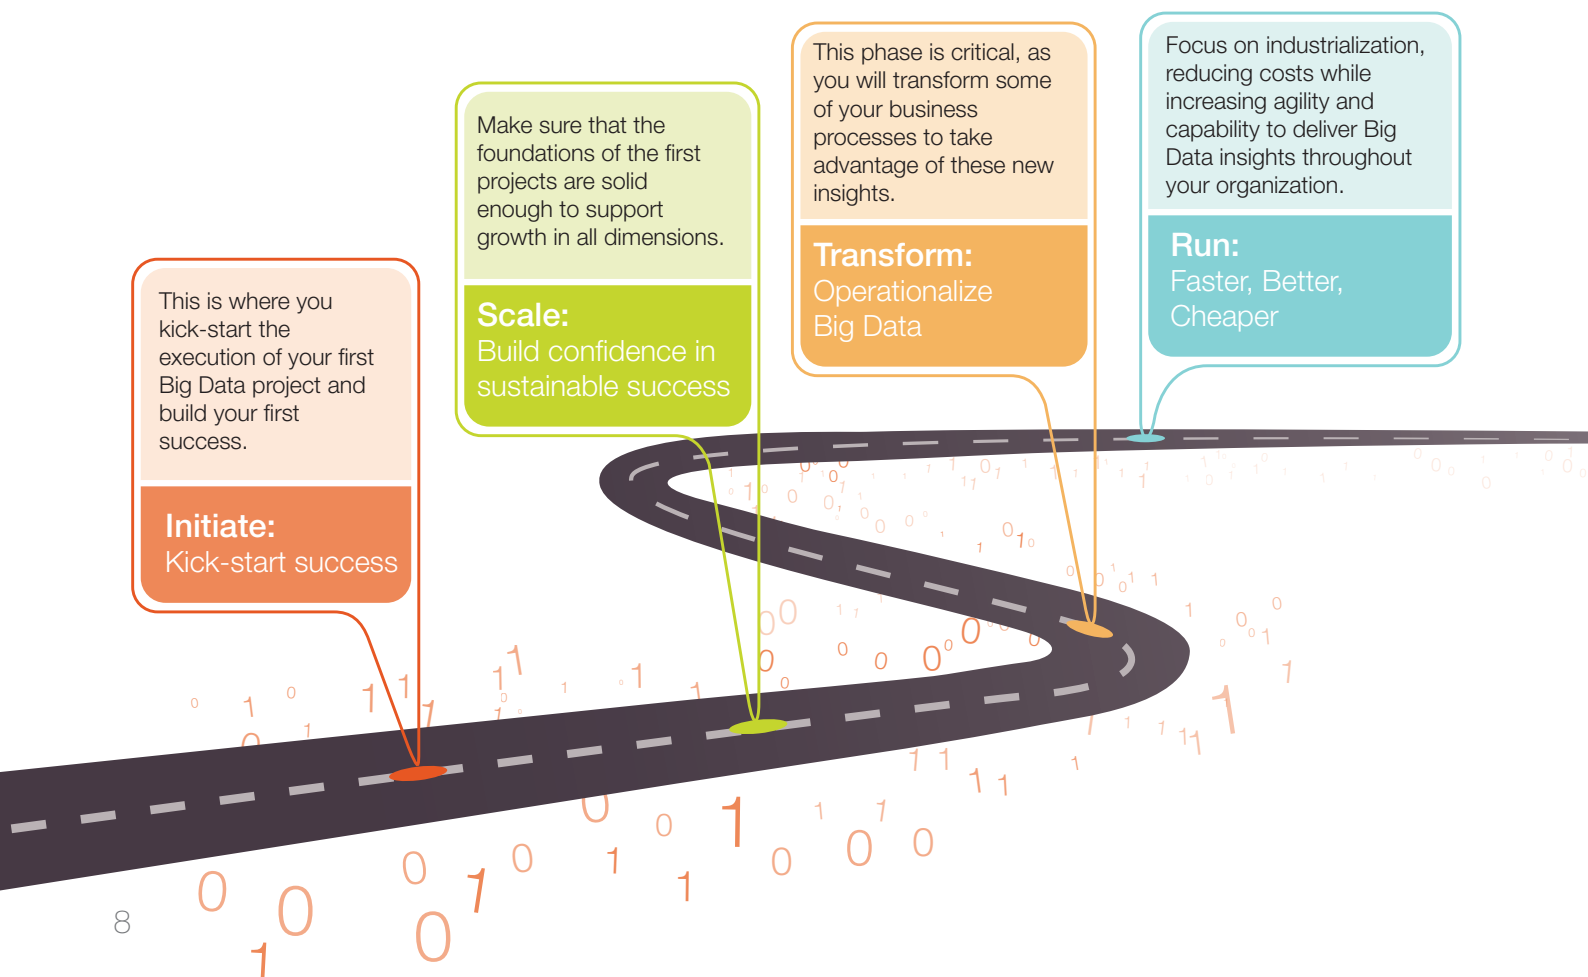 This is where you
kick-start the
execution of your first
Big Data project and
build your first
success.
Initiate:
Kick-start success
Make sure that the
foundations of the first
projects are solid
enough to support
growth in all dimensions.
Scale:
Build confidence in
sustainable success
This phase is critical, as
you will transform some
of your business
processes to take
advantage of these new
insights.
Transform:
Operationalize
Big Data
Focus on industrialization,
reducing costs while
increasing agility and
capability to deliver Big
Data insights throughout
your organization.
Run:
Faster, Better,
Cheaper
8